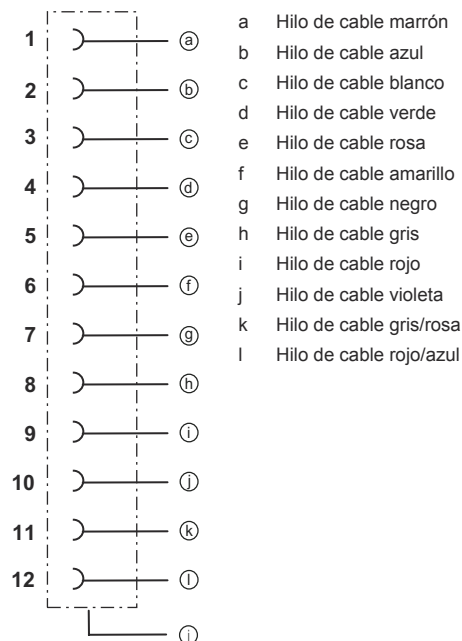 1 ⓐ
2 ⓑ
3 ⓒ
4 ⓓ
5 ⓔ
6 ⓕ
7 ⓖ
8 ⓗ
9 ⓘ
10 ⓙ
11 ⓚ
12 ⓛ
a Hilo de cable marrón
b Hilo de cable azul
c Hilo de cable blanco
d Hilo de cable verde
e Hilo de cable rosa
f Hilo de cable amarillo
g Hilo de cable negro
h Hilo de cable gris
i Hilo de cable rojo
j Hilo de cable violeta
k Hilo de cable gris/rosa
l Hilo de cable rojo/azul